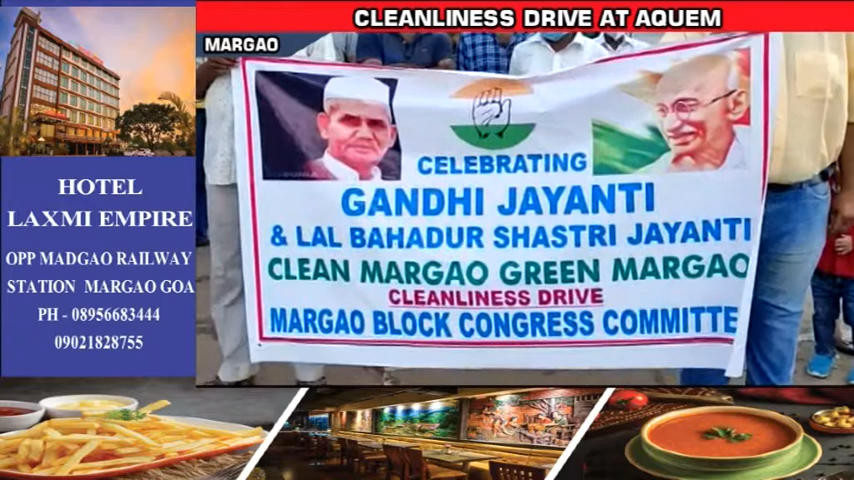 CLEANLINESS DRIVE AT AQUEM
MARGAO
CELEBRATING
GANDHI JAYANTI
& LAL BAHADUR SHASTRI JAYANTI
CLEAN MARGAO GREEN MARGAO
CLEANLINESS DRIVE
MARGAO BLOCK CONGRESS COMMITTE
HOTEL
LAXMI EMPIRE
OPP MADGAO RAILWAY
STATION MARGAO GOA
PH - 08956683444
09021828755